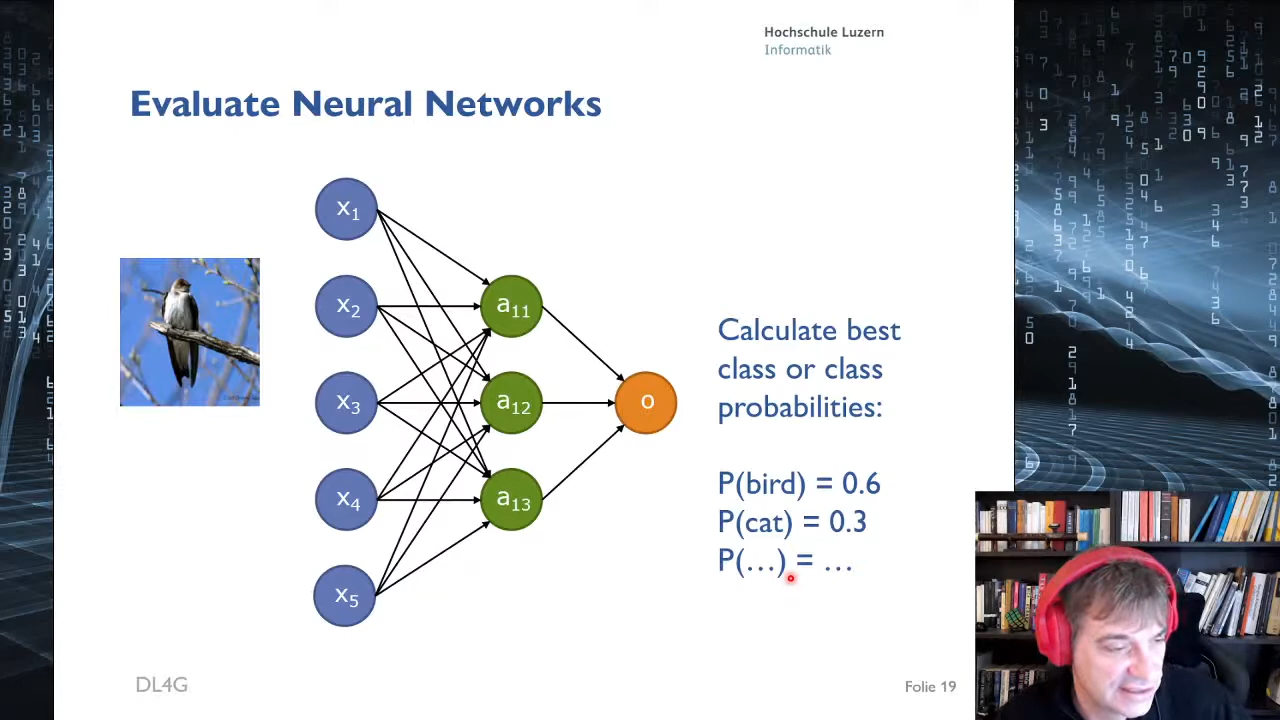 Hochschule Luzern
Informatik
Evaluate Neural Networks
x1
x2
x3
x4
x5
a11
a12
a13
o
Calculate best
class or class
probabilities:
P(bird) = 0.6
P(cat) = 0.3
P(…) = …
DL4G
Folie 19